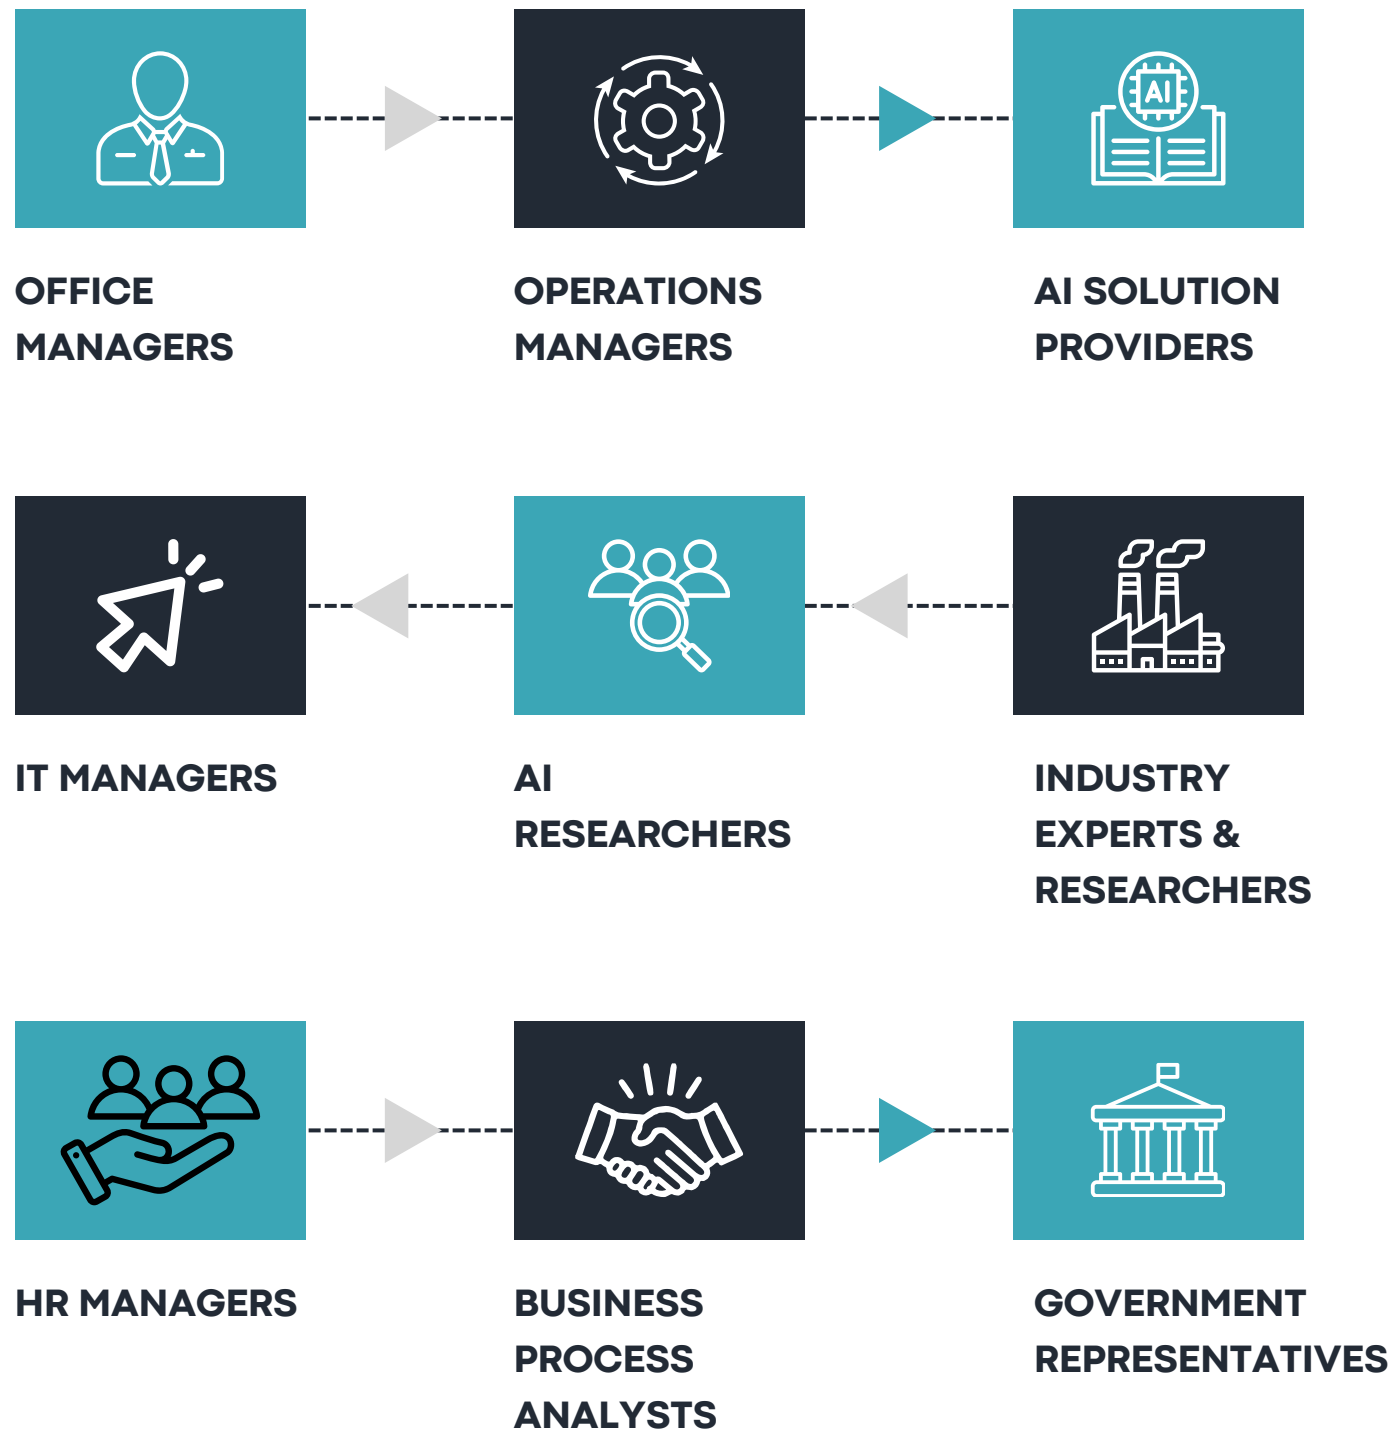 AI
OFFICE
MANAGERS
OPERATIONS
MANAGERS
AI SOLUTION
PROVIDERS
IT MANAGERS
AI
RESEARCHERS
INDUSTRY
EXPERTS &
RESEARCHERS
HR MANAGERS
BUSINESS
PROCESS
ANALYSTS
GOVERNMENT
REPRESENTATIVES